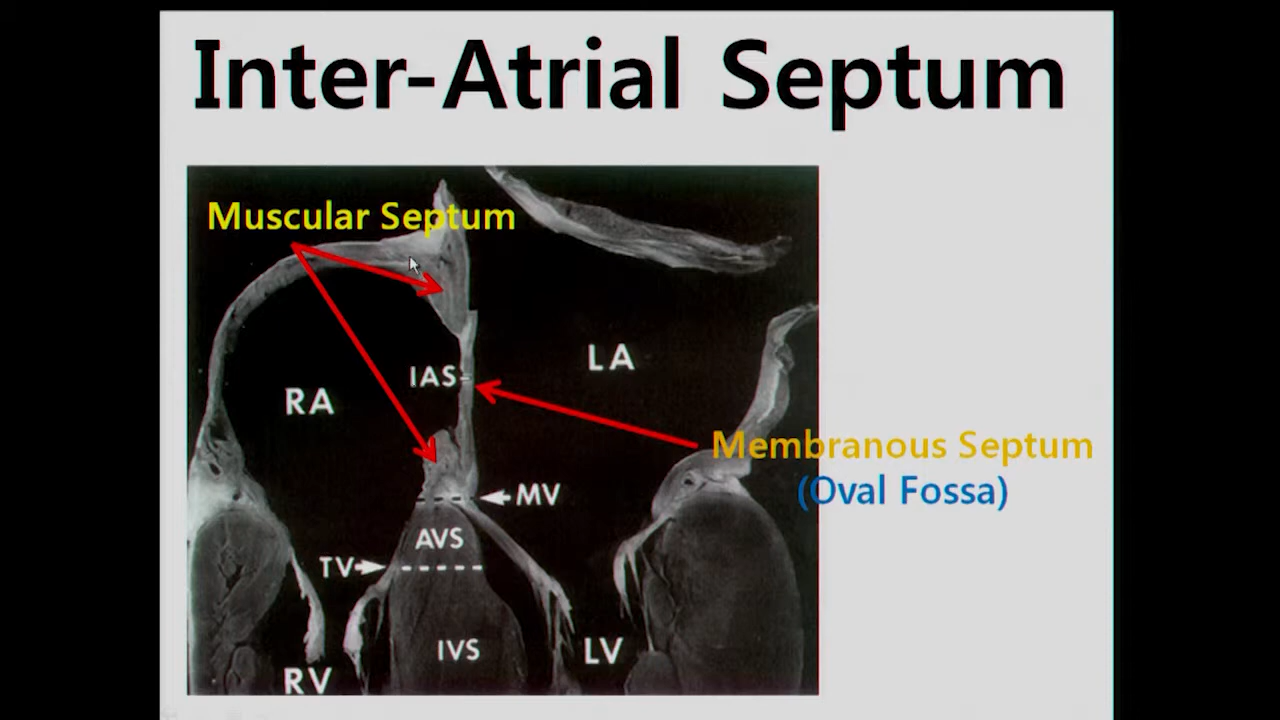 Inter-Atrial Septum
Muscular Septum
LA
IAS
RA
Membranous Septum
(Oval Fossa)
MV
AVS
TV
IVS
LV
RV